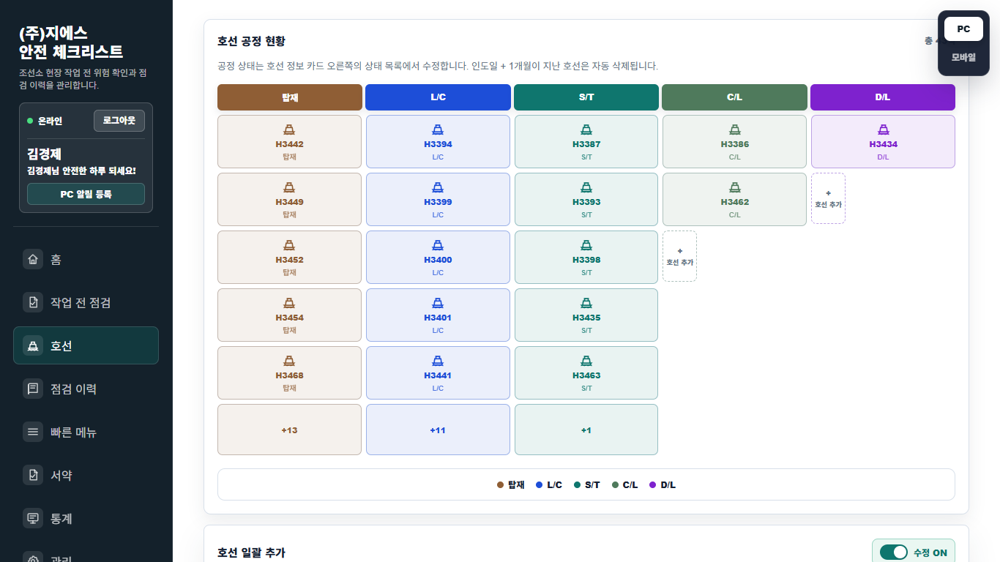 (주)지에스
안전 체크리스트
조선소 현장 작업 전 위험 확인과 점
검 이력을 관리합니다.
온라인
로그아웃
김경제
김경제님 안전한 하루 되세요!
PC 알림 등록
홈
작업 전 점검
호선
점검 이력
빠른 메뉴
서약
통계
관리
PC
모바일
호선 공정 현황
총
공정 상태는 호선 정보 카드 오른쪽의 상태 목록에서 수정합니다. 인도일 + 1개월이 지난 호선은 자동 삭제됩니다.
탑재 L/C S/T C/L D/L
H3442 H3394 H3387 H3386 H3434
탑재 L/C S/T C/L D/L
H3449 H3399 H3393 H3462 +
탑재 L/C S/T C/L 호선 추가
H3452 H3400 H3398 +
탑재 L/C S/T 호선 추가
H3454 H3401 H3435
탑재 L/C S/T
H3468 H3441 H3463
탑재 L/C S/T
+13 +11 +1
탑재 L/C S/T C/L D/L
호선 일괄 추가
수정 ON